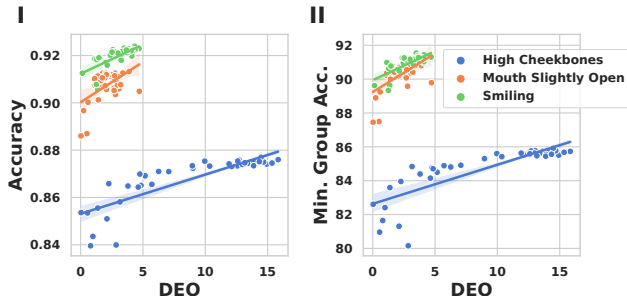 I
Accuracy
0.92
0.90
0.88
0.86
0.84
0 5 10 15
DEO
II
Min. Group Acc.
92
90
88
86
84
82
80
0 5 10 15
DEO
High Cheekbones
Mouth Slightly Open
Smiling